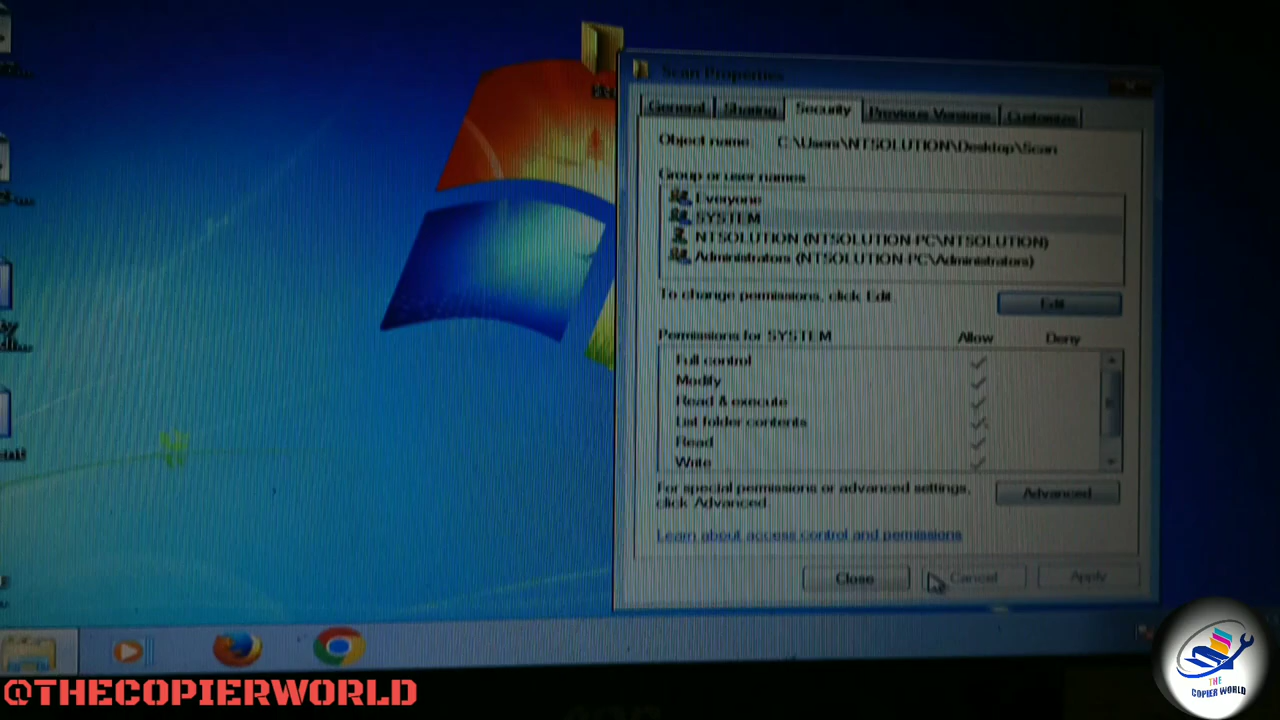 Scan Properties
General
Sharing
Security
Previous Versions
Customize
Object name: C:\Users\NTSOLUTION\Desktop\Scan
Group or user names
Everyone
SYSTEM
NTSOLUTION (NTSOLUTION-PC\NTSOLUTION)
Administrators (NTSOLUTION-PC\Administrators)
To change permissions, click Edit.
Edit
Permissions for SYSTEM
Allow
Deny
Full control
Modify
Read & execute
List folder contents
Read
Write
For special permissions or advanced settings,
click Advanced
Advanced
Learn about access control and permissions
Close
Cancel
Apply
@THECOPIERWORLD
THE
COPIER WORLD